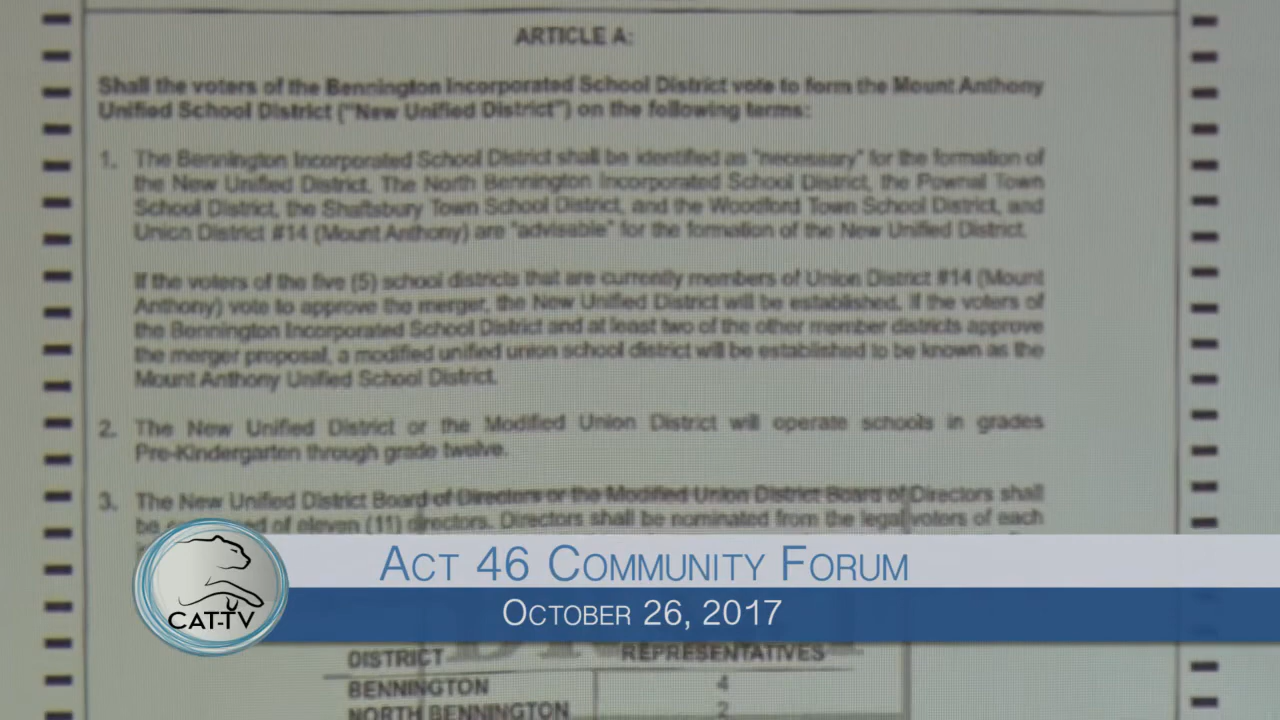 ARTICLE A:
Shall the voters of the Bennington Incorporated School District vote to form the Mount Anthony
Unified School District ("New Unified District") on the following terms:
1. The Bennington Incorporated School District shall be identified as "necessary" for the formation of
the New Unified District. The North Bennington Incorporated School District, the Pownal Town
School District, the Shaftsbury Town School District, and the Woodford Town School District, and
Union District #14 (Mount Anthony) are "advisable" for the formation of the New Unified District.
If the voters of the five (5) school districts that are currently members of Union District #14 (Mount
Anthony) vote to approve the merger, the New Unified District will be established. If the voters of
the Bennington Incorporated School District and at least two of the other member districts approve
the merger proposal, a modified unified union school district will be established to be known as the
Mount Anthony Unified School District.
2. The New Unified District or the Modified Union District will operate schools in grades
Pre-Kindergarten through grade twelve.
3. The New Unified District Board of Directors or the Modified Union District Board of Directors shall
be of eleven (11) directors. Directors shall be nominated from the legal voters of each
ACT 46 COMMUNITY FORUM
OCTOBER 26, 2017
CAT-TV
DISTRICT REPRESENTATIVES
BENNINGTON 4
NORTH BENNINGTON 2